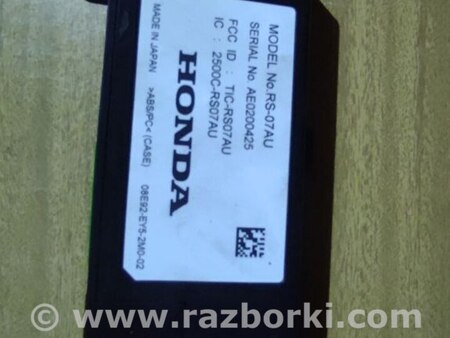 MODEL No.RS-07AU
SERIAL No. AE0200425
FCC ID : TIC-RS07AU
IC : 2500C-RS07AU
HONDA
MADE IN JAPAN >ABS/PC< (CASE) 08E92-EY5-2M0-02
© www.razborki.com